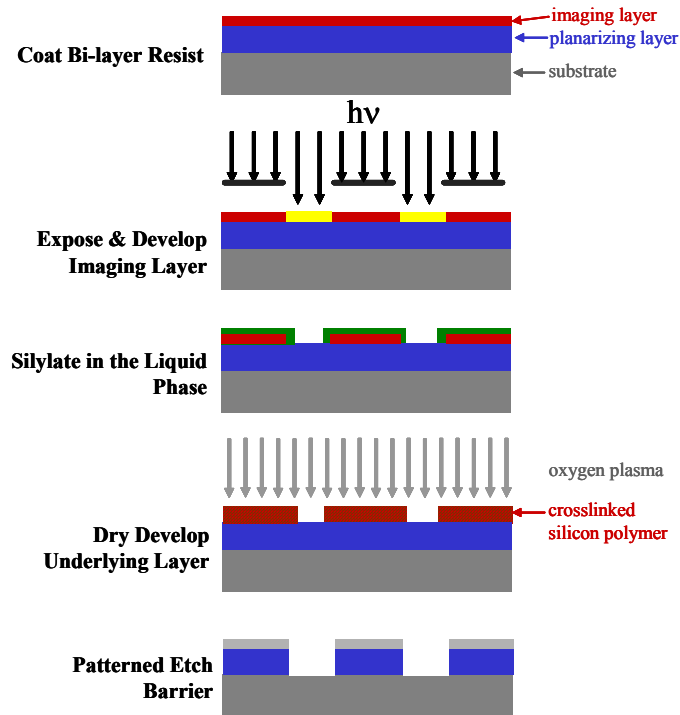 imaging layer
planarizing layer
Coat Bi-layer Resist
substrate
hν
Expose & Develop
Imaging Layer
Silylate in the Liquid
Phase
oxygen plasma
crosslinked
silicon polymer
Dry Develop
Underlying Layer
Patterned Etch
Barrier